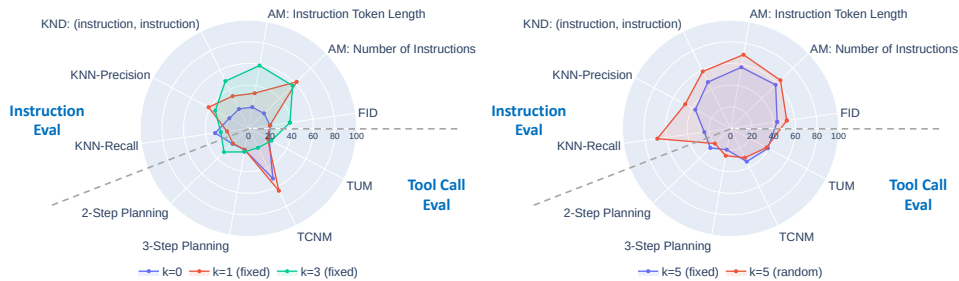 AM: Instruction Token Length
KND: (instruction, instruction)
AM: Number of Instructions
KNN-Precision
Instruction
Eval
FID
0 20 40 60 80 100
KNN-Recall
TUM
Tool Call
Eval
2-Step Planning
TCNM
3-Step Planning
k=0 k=1 (fixed) k=3 (fixed)
AM: Instruction Token Length
KND: (instruction, instruction)
AM: Number of Instructions
KNN-Precision
Instruction
Eval
FID
0 20 40 60 80 100
KNN-Recall
TUM
Tool Call
Eval
2-Step Planning
TCNM
3-Step Planning
k=5 (fixed) k=5 (random)